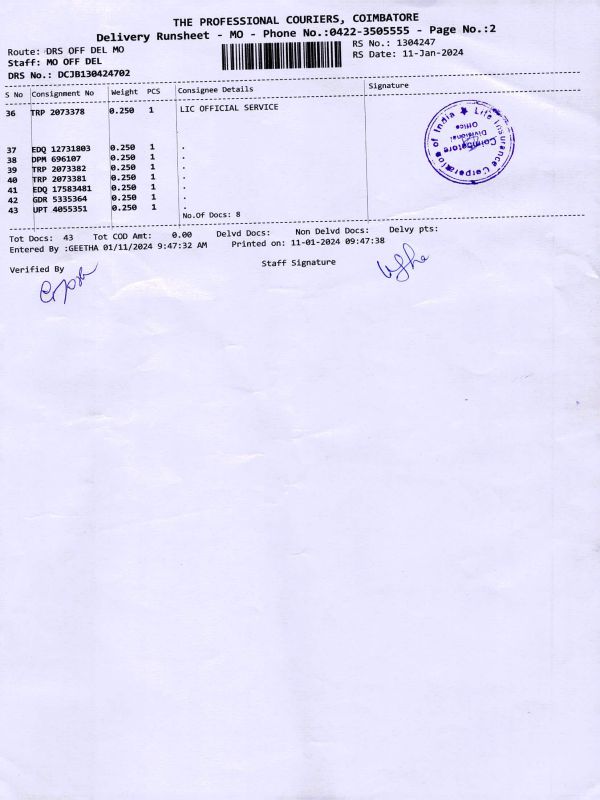 THE PROFESSIONAL COURIERS, COIMBATORE
Delivery Runsheet - MO - Phone No.:0422-3505555 - Page No.:2
Route: DRS OFF DEL MO RS No.: 1304247
Staff: MO OFF DEL RS Date: 11-Jan-2024
DRS No.: DCJB130424702
S No Consignment No Weight PCS Consignee Details Signature
36 TRP 2073378 0.250 1 LIC OFFICIAL SERVICE
37 EDQ 12731803 0.250 1 .
38 DPM 696107 0.250 1 .
39 TRP 2073382 0.250 1 .
40 TRP 2073381 0.250 1 .
41 EDQ 17583481 0.250 1 .
42 GDR 5335364 0.250 1 .
43 UPT 4055351 0.250 1 .
No.Of Docs: 8
Life Insurance Corporation of India
Coimbatore
Divisional
Office
Tot Docs: 43 Tot COD Amt: 0.00 Delvd Docs: Non Delvd Docs: Delvy pts:
Entered By :GEETHA 01/11/2024 9:47:32 AM Printed on: 11-01-2024 09:47:38
Verified By Staff Signature